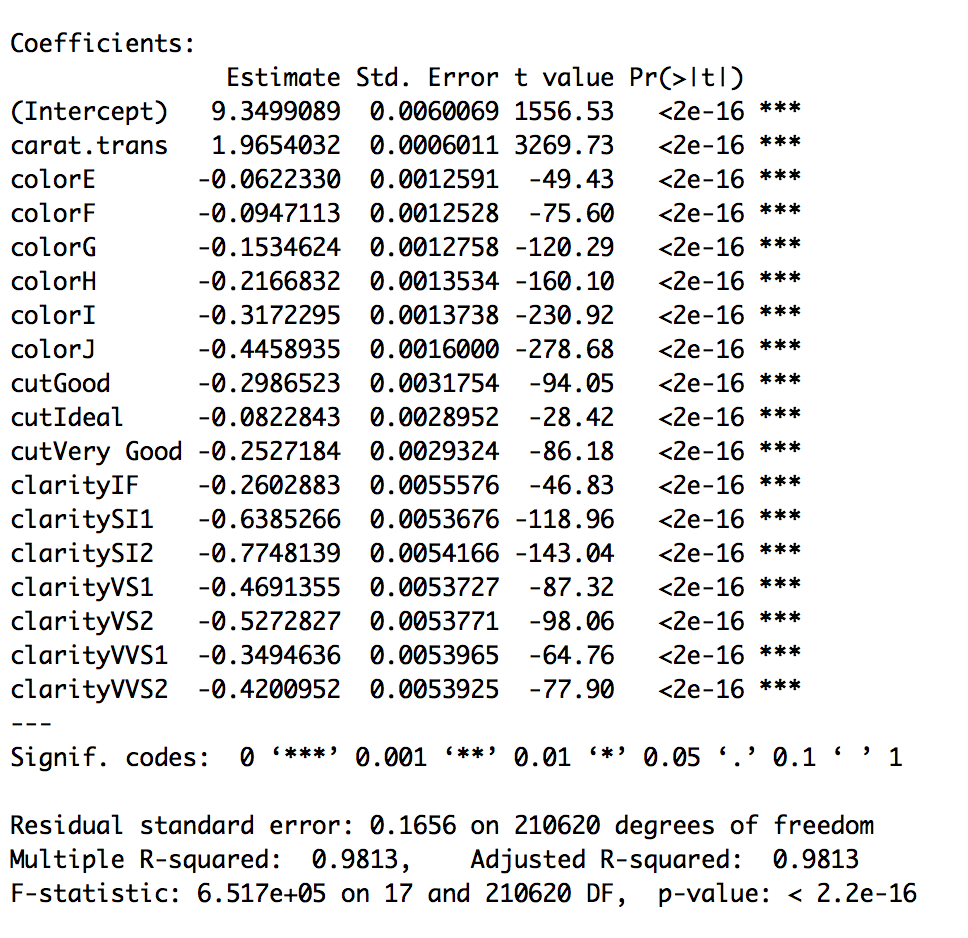 Coefficients:
Estimate Std. Error t value Pr(>|t|)
(Intercept) 9.3499089 0.0060069 1556.53 <2e-16 ***
carat.trans 1.9654032 0.0006011 3269.73 <2e-16 ***
colorE -0.0622330 0.0012591 -49.43 <2e-16 ***
colorF -0.0947113 0.0012528 -75.60 <2e-16 ***
colorG -0.1534624 0.0012758 -120.29 <2e-16 ***
colorH -0.2166832 0.0013534 -160.10 <2e-16 ***
colorI -0.3172295 0.0013738 -230.92 <2e-16 ***
colorJ -0.4458935 0.0016000 -278.68 <2e-16 ***
cutGood -0.2986523 0.0031754 -94.05 <2e-16 ***
cutIdeal -0.0822843 0.0028952 -28.42 <2e-16 ***
cutVery Good -0.2527184 0.0029324 -86.18 <2e-16 ***
clarityIF -0.2602883 0.0055576 -46.83 <2e-16 ***
claritySI1 -0.6385266 0.0053676 -118.96 <2e-16 ***
claritySI2 -0.7748139 0.0054166 -143.04 <2e-16 ***
clarityVS1 -0.4691355 0.0053727 -87.32 <2e-16 ***
clarityVS2 -0.5272827 0.0053771 -98.06 <2e-16 ***
clarityVVS1 -0.3494636 0.0053965 -64.76 <2e-16 ***
clarityVVS2 -0.4200952 0.0053925 -77.90 <2e-16 ***
---
Signif. codes: 0 ‘***’ 0.001 ‘**’ 0.01 ‘*’ 0.05 ‘.’ 0.1 ‘ ’ 1
Residual standard error: 0.1656 on 210620 degrees of freedom
Multiple R-squared: 0.9813, Adjusted R-squared: 0.9813
F-statistic: 6.517e+05 on 17 and 210620 DF, p-value: < 2.2e-16